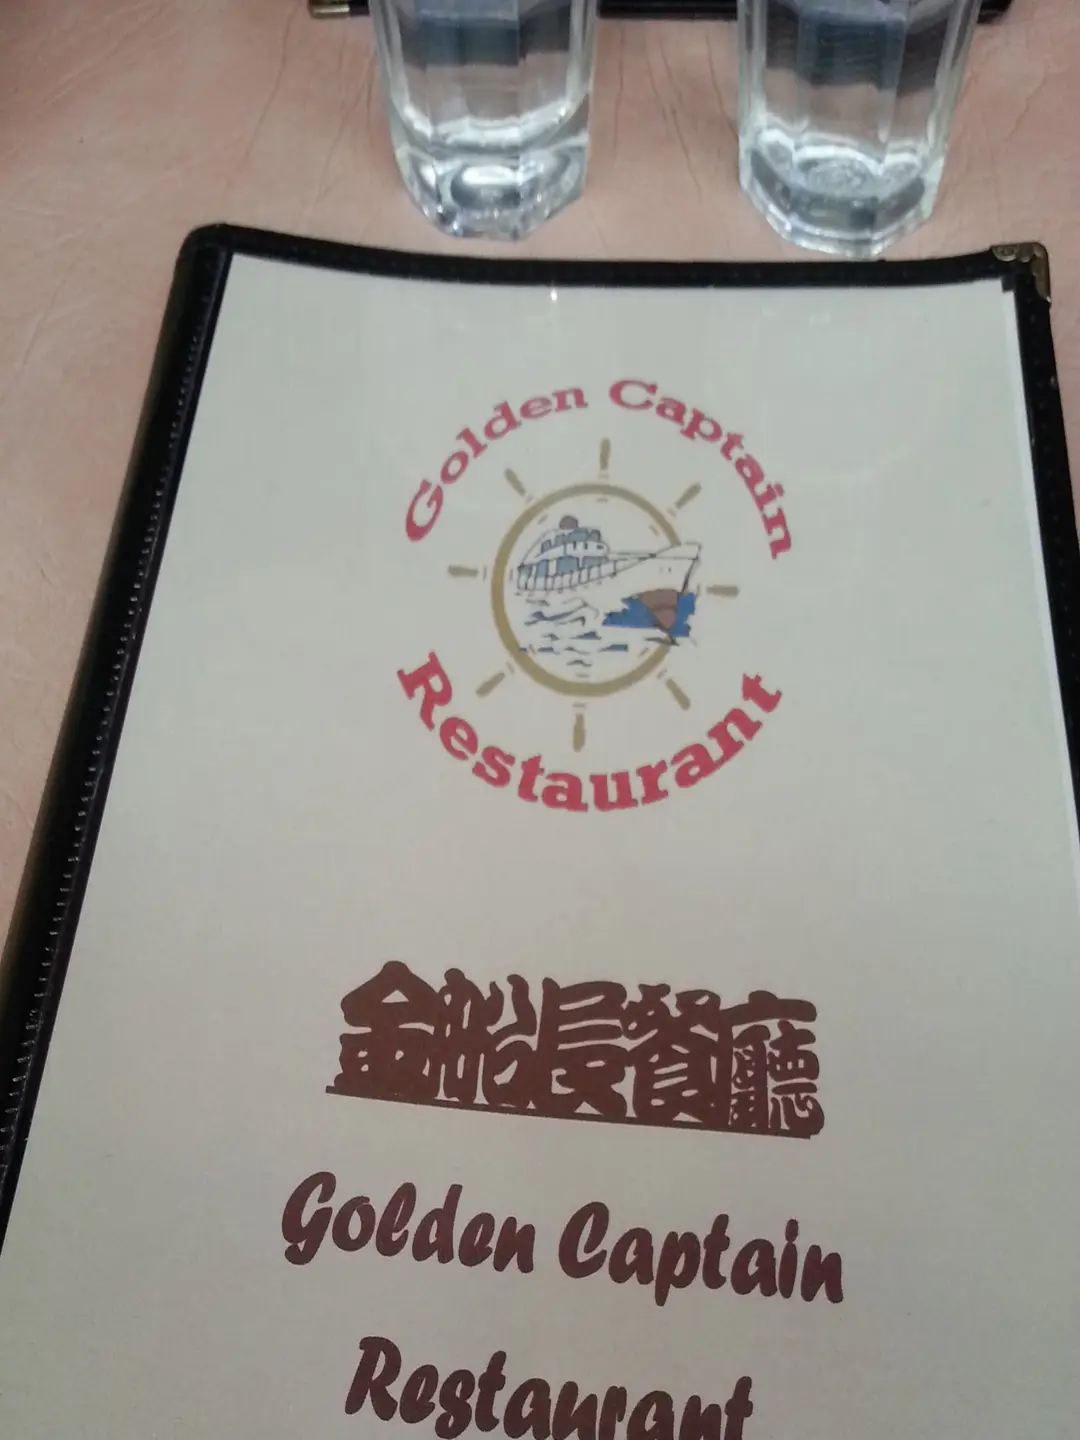 Golden Captain
Restaurant
金船長餐廳
Golden Captain
Restaurant